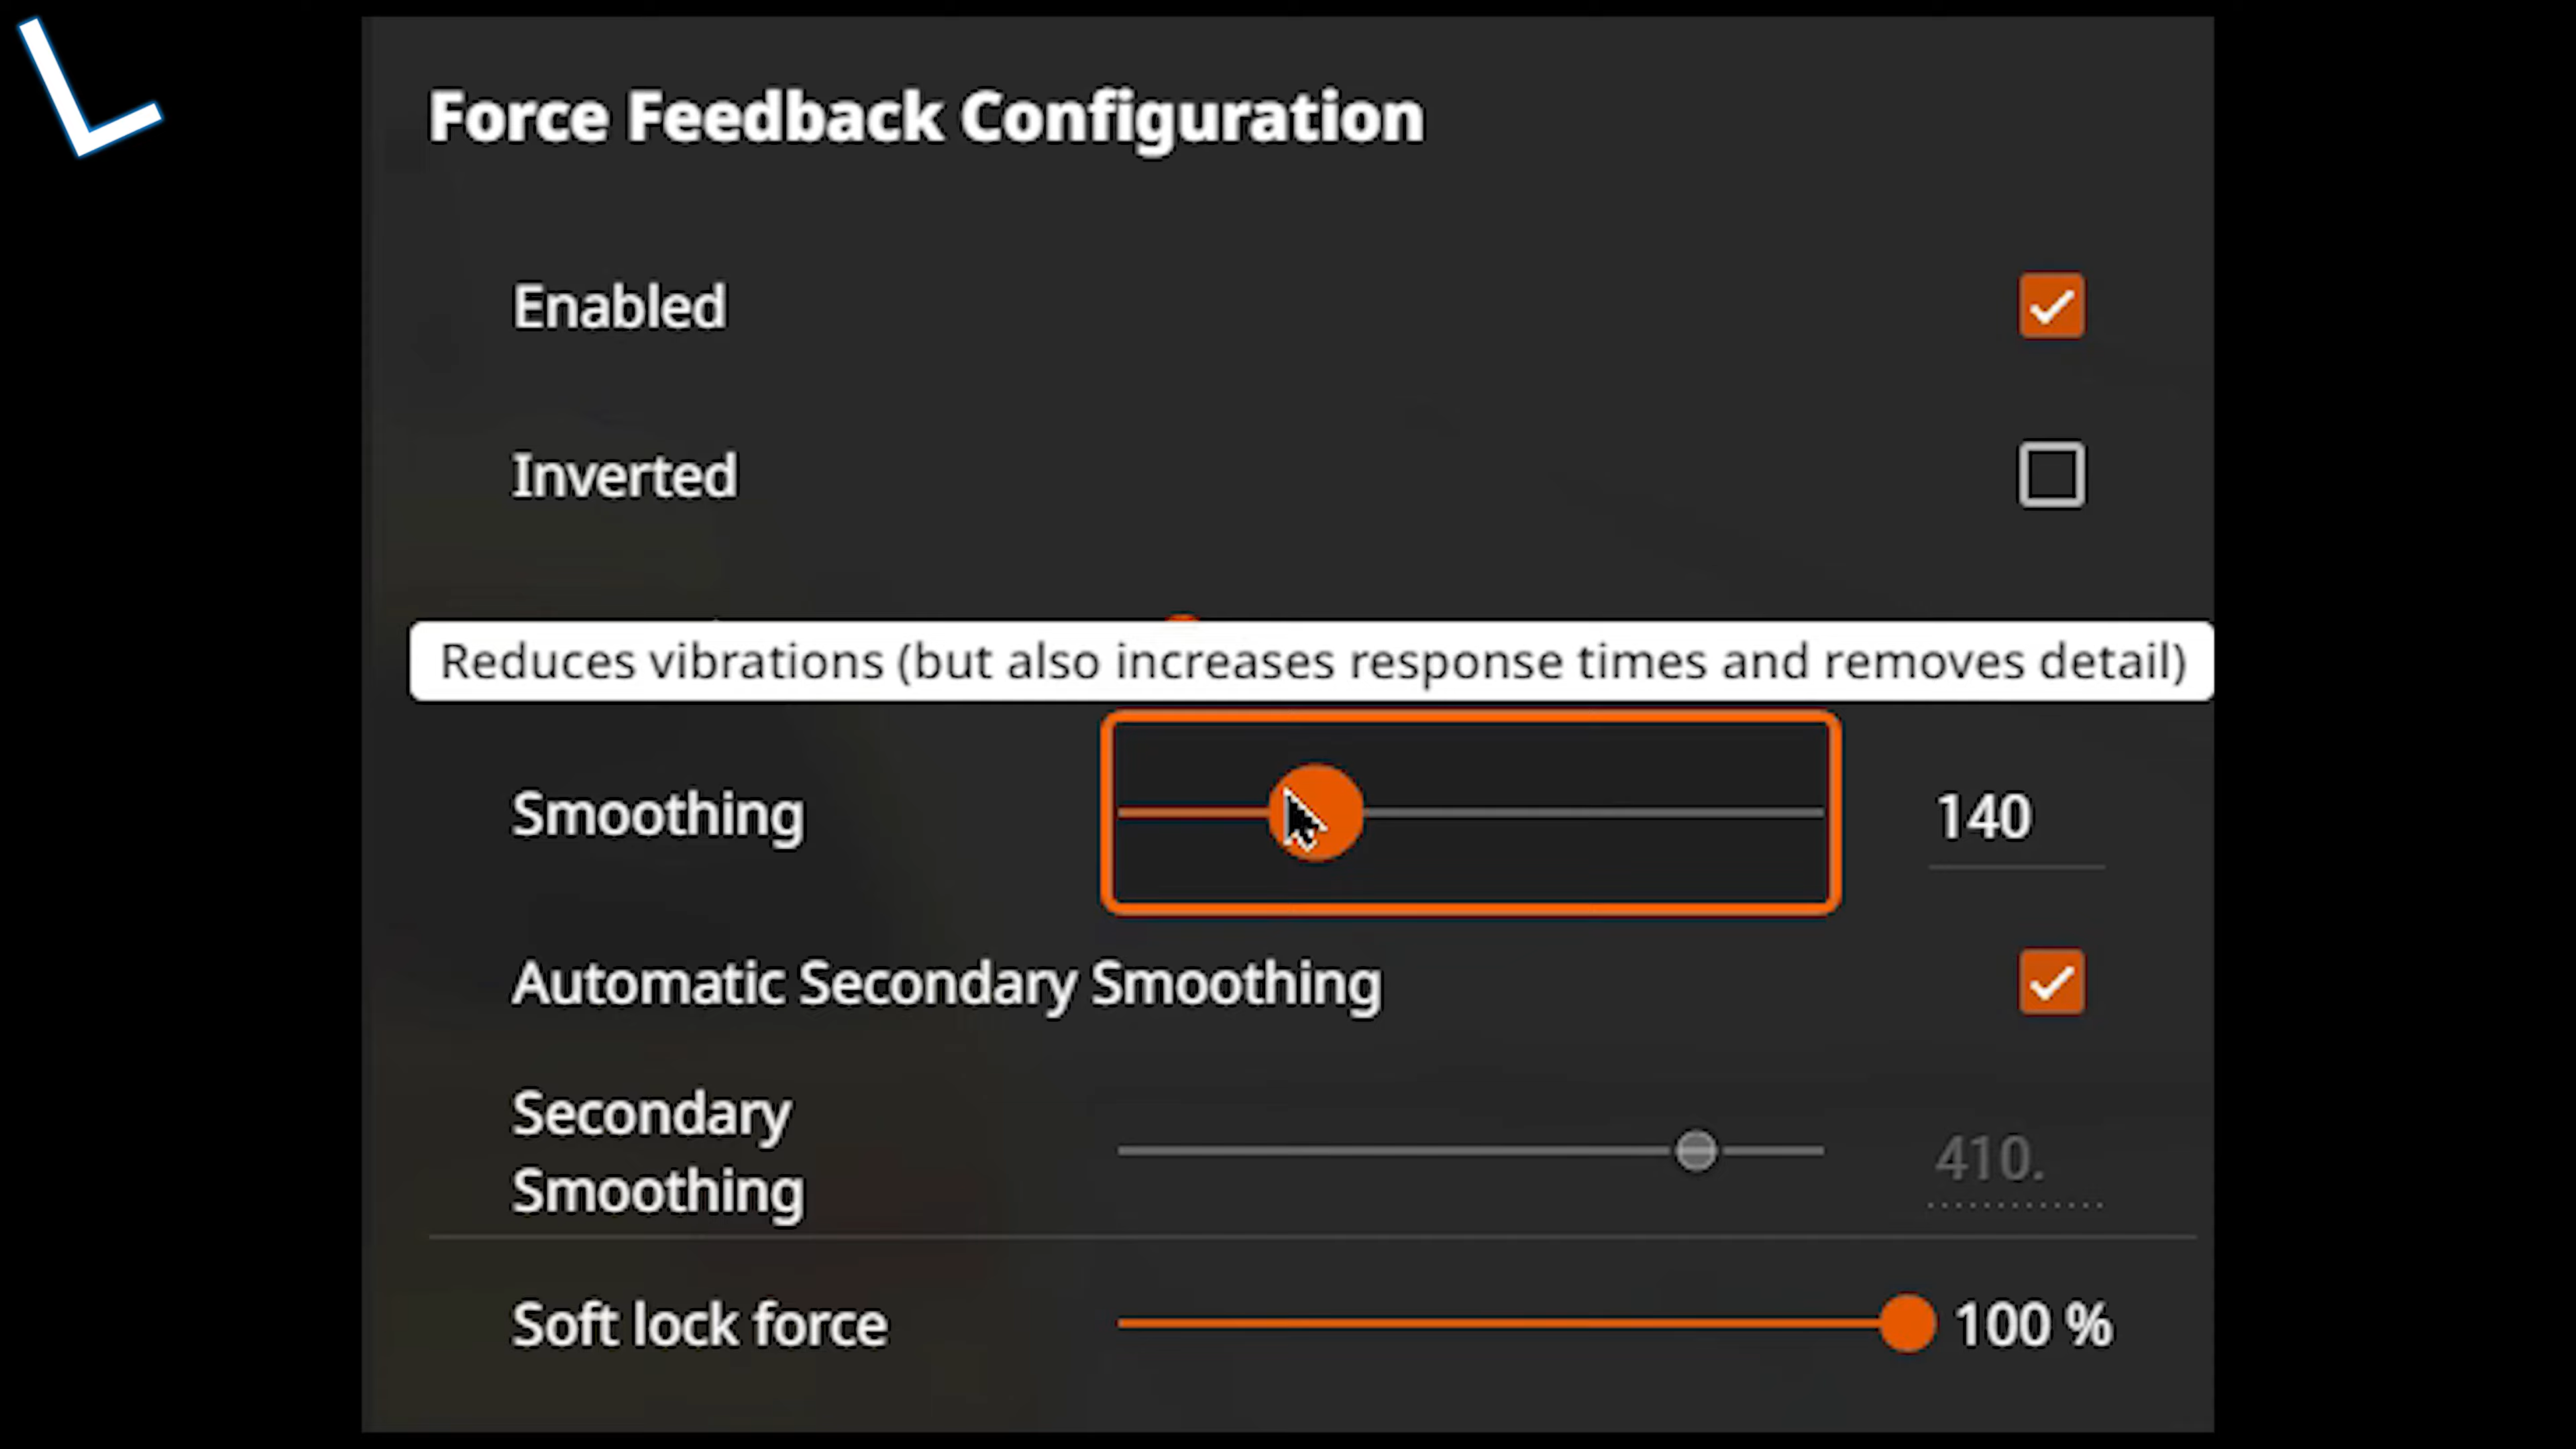 Force Feedback Configuration
Enabled
Inverted
Reduces vibrations (but also increases response times and removes detail)
Smoothing 140
Automatic Secondary Smoothing
Secondary
Smoothing 410.
Soft lock force 100 %